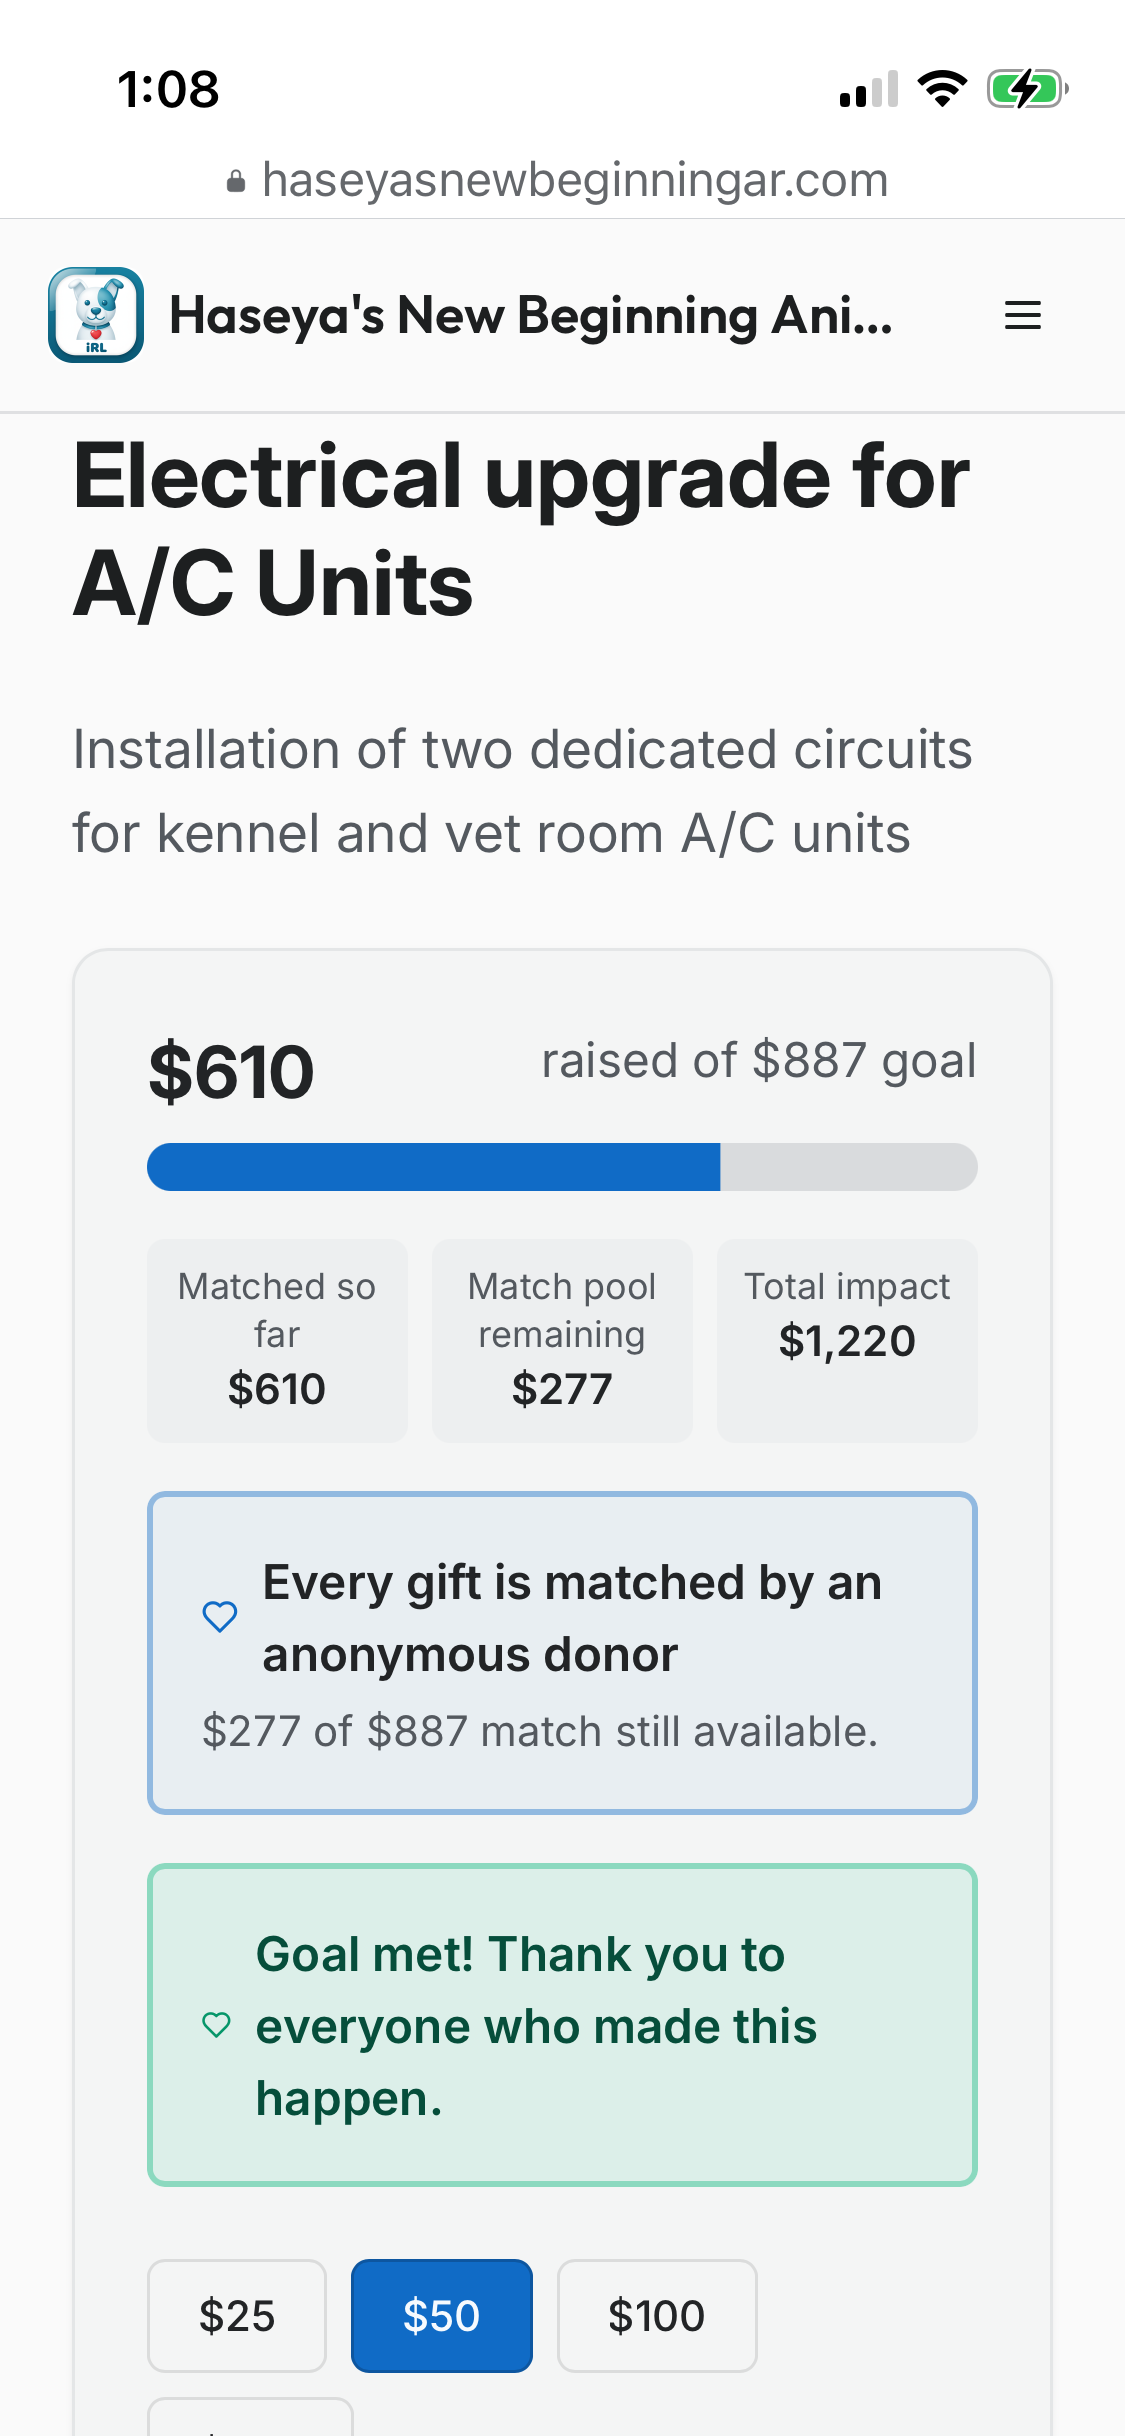 1:08
haseyasnewbeginningar.com
iRL
Haseya's New Beginning Ani...
Electrical upgrade for
A/C Units
Installation of two dedicated circuits
for kennel and vet room A/C units
$610
raised of $887 goal
Matched so
far
$610
Match pool
remaining
$277
Total impact
$1,220
Every gift is matched by an
anonymous donor
$277 of $887 match still available.
Goal met! Thank you to
everyone who made this
happen.
$25
$50
$100